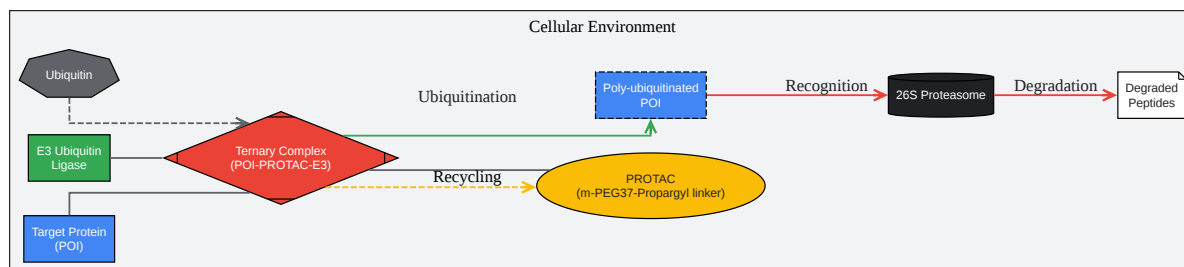 Cellular Environment
Ubiquitin
Ubiquitination
Poly-ubiquitinated
POI
Recognition
26S Proteasome
Degradation
Degraded
Peptides
E3 Ubiquitin
Ligase
Ternary Complex
(POI-PROTAC-E3)
Recycling
PROTAC
(m-PEG37-Propargyl linker)
Target Protein
(POI)